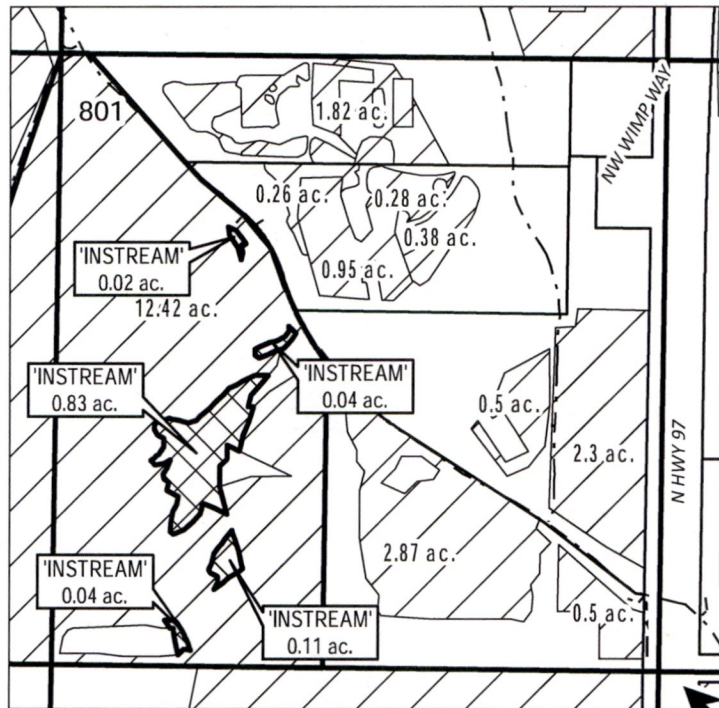 801
1.82 ac.
NW WIMP WAY
0.26 ac.
0.28 ac.
0.38 ac.
0.95 ac.
'INSTREAM'
0.02 ac.
12.42 ac.
'INSTREAM'
0.83 ac.
'INSTREAM'
0.04 ac.
0.5 ac.
2.3 ac.
N HWY 97
2.87 ac.
'INSTREAM'
0.04 ac.
'INSTREAM'
0.11 ac.
0.5 ac.